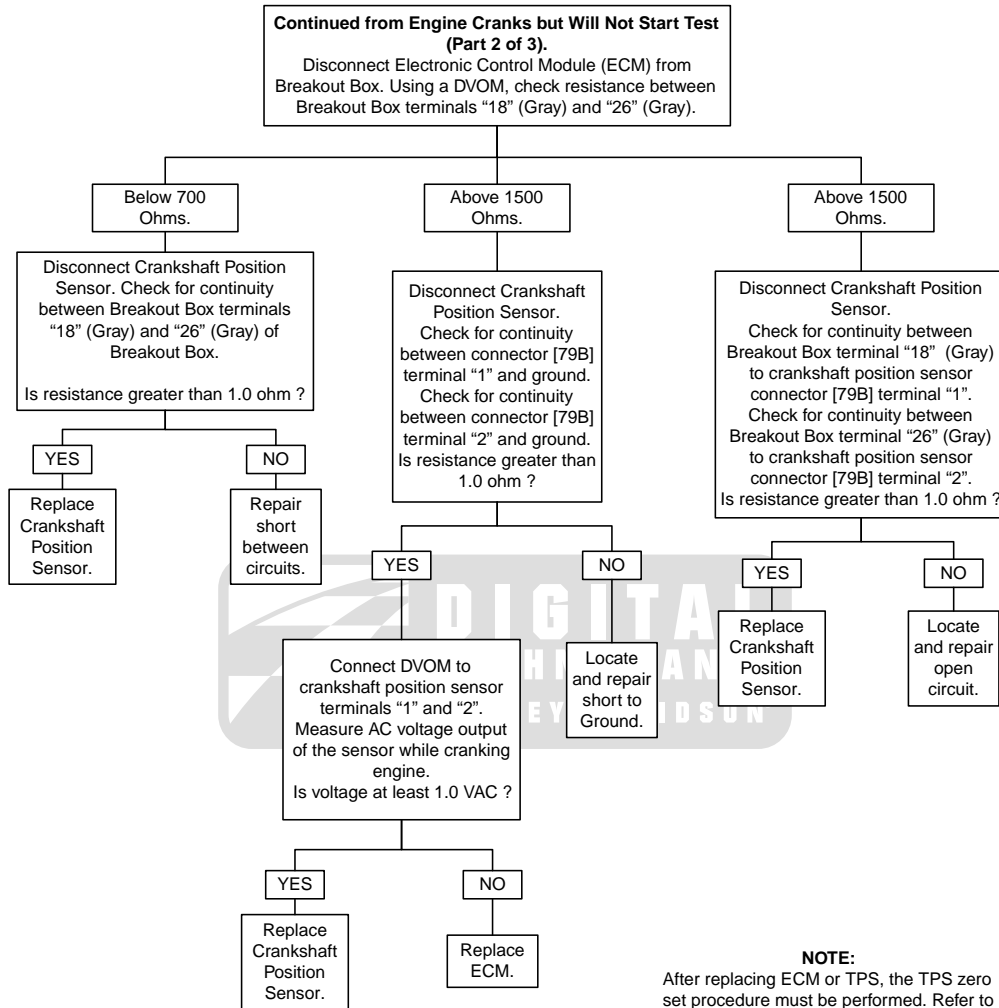 Continued from Engine Cranks but Will Not Start Test
(Part 2 of 3).
Disconnect Electronic Control Module (ECM) from
Breakout Box. Using a DVOM, check resistance between
Breakout Box terminals “18” (Gray) and “26” (Gray).
Below 700
Ohms.
Above 1500
Ohms.
Above 1500
Ohms.
Disconnect Crankshaft Position
Sensor. Check for continuity
between Breakout Box terminals
“18” (Gray) and “26” (Gray) of
Breakout Box.
Is resistance greater than 1.0 ohm ?
Disconnect Crankshaft
Position Sensor.
Check for continuity
between connector [79B]
terminal “1” and ground.
Check for continuity
between connector [79B]
terminal “2” and ground.
Is resistance greater than
1.0 ohm ?
Disconnect Crankshaft Position
Sensor.
Check for continuity between
Breakout Box terminal “18” (Gray)
to crankshaft position sensor
connector [79B] terminal “1”.
Check for continuity between
Breakout Box terminal “26” (Gray)
to crankshaft position sensor
connector [79B] terminal “2”.
Is resistance greater than 1.0 ohm ?
YES
NO
Replace
Crankshaft
Position
Sensor.
Repair
short
between
circuits.
YES
NO
YES
NO
Connect DVOM to
crankshaft position sensor
terminals “1” and “2”.
Measure AC voltage output
of the sensor while cranking
engine.
Is voltage at least 1.0 VAC ?
Locate
and repair
short to
Ground.
Replace
Crankshaft
Position
Sensor.
Locate
and repair
open
circuit.
DIGITAL
YES
NO
Replace
Crankshaft
Position
Sensor.
Replace
ECM.
NOTE:
After replacing ECM or TPS, the TPS zero
set procedure must be performed. Refer to